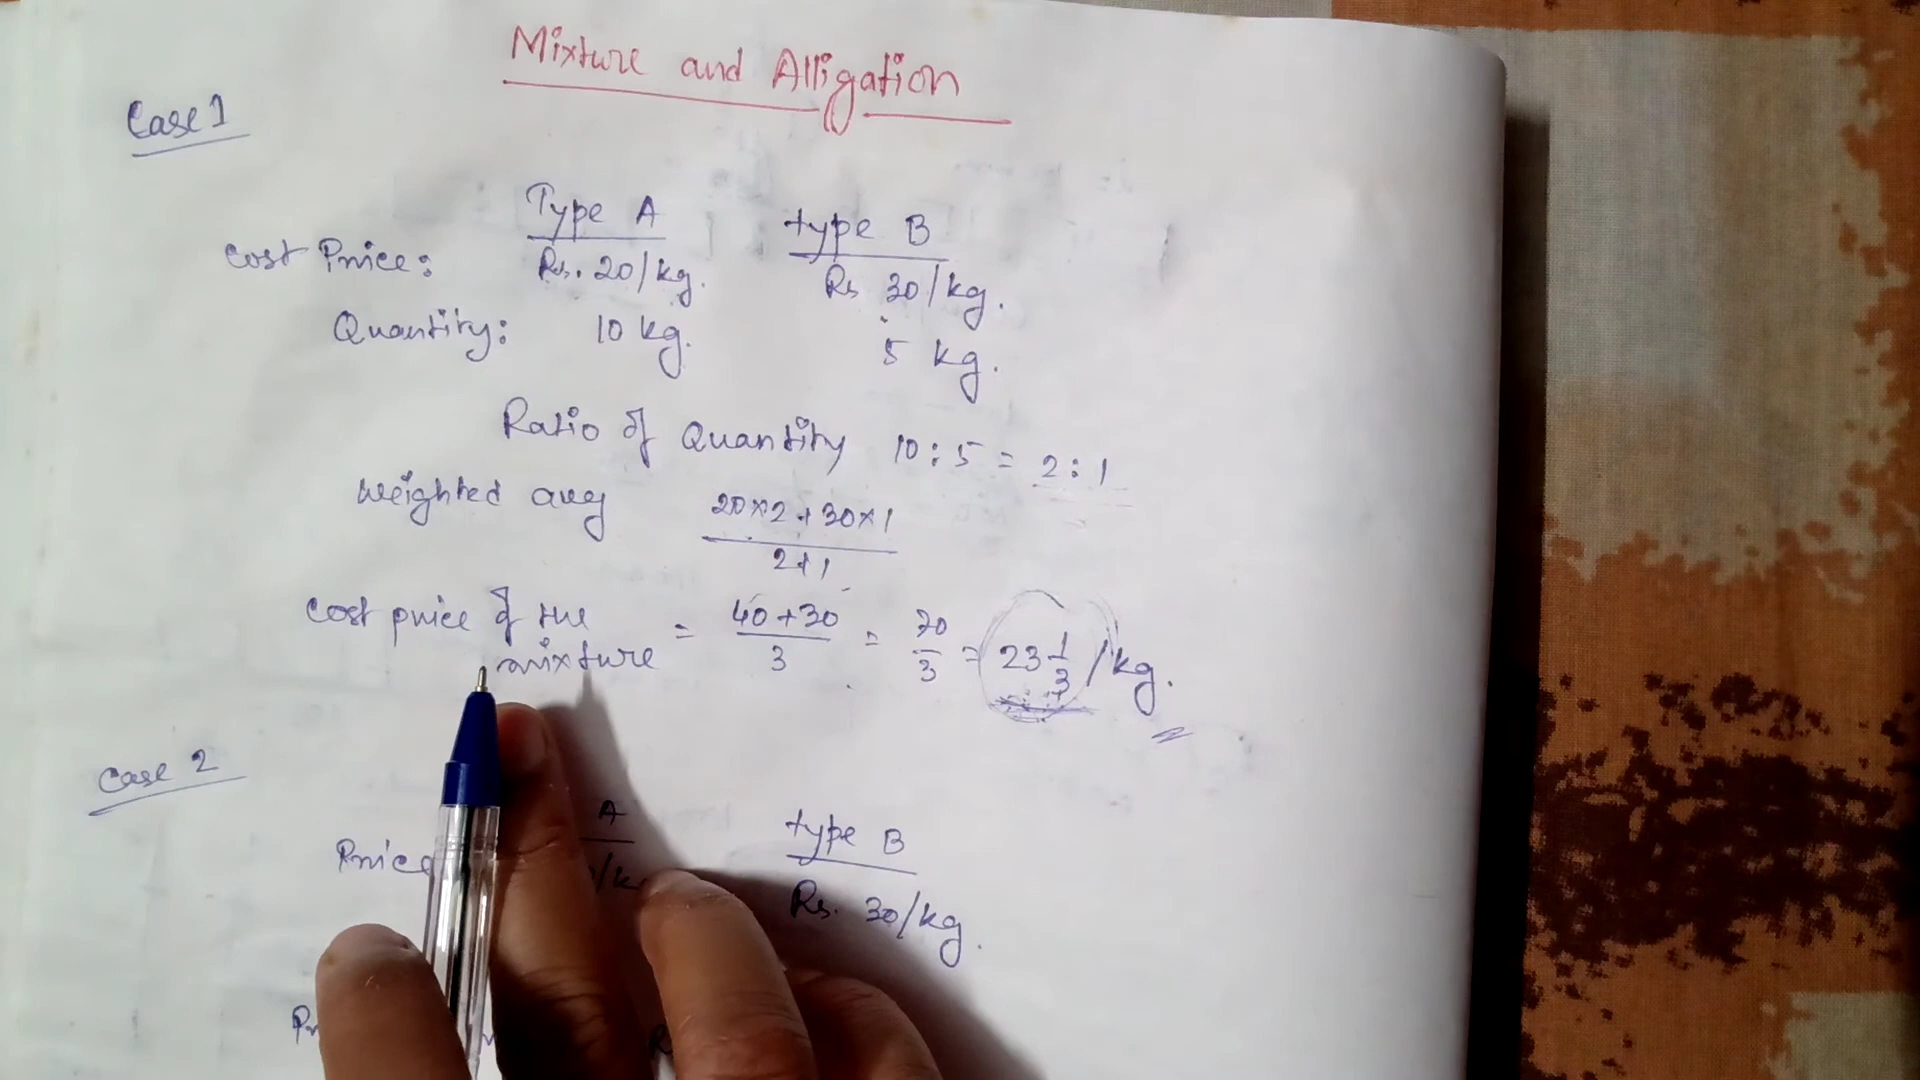 Mixture and Alligation
Case 1
Type A type B
Cost Price: Rs. 20/kg. Rs 30/kg.
Quantity: 10 kg. 5 kg.
Ratio of Quantity 10:5 = 2:1
Weighted avg 20×2+30×1
2+1
Cost price of the mixture = 40+30 / 3 = 70 / 3 = 23 1/3 /kg.
Case 2
A type B
Price /kg Rs. 30/kg.